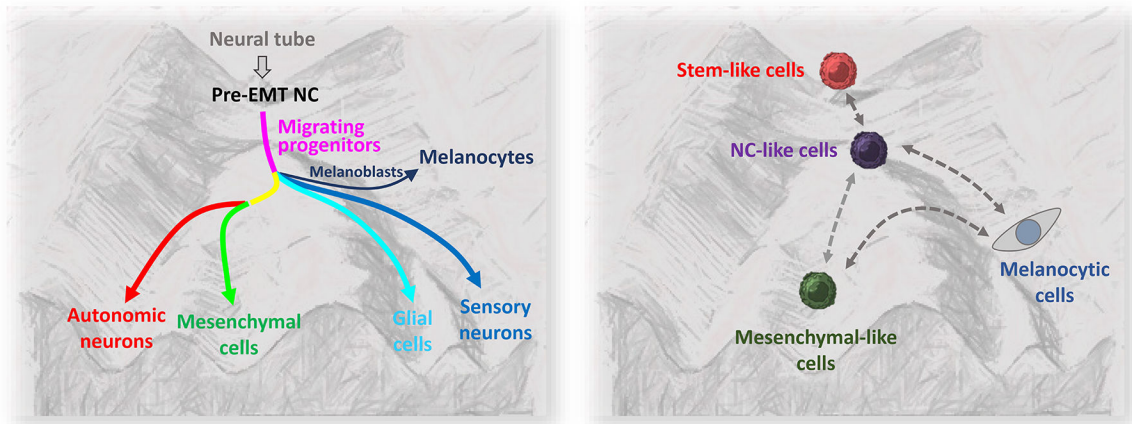 Neural tube
Pre-EMT NC
Migrating
progenitors
Melanoblasts
Melanocytes
Autonomic
neurons
Mesenchymal
cells
Glial
cells
Sensory
neurons
Stem-like cells
NC-like cells
Melanocytic
cells
Mesenchymal-like
cells